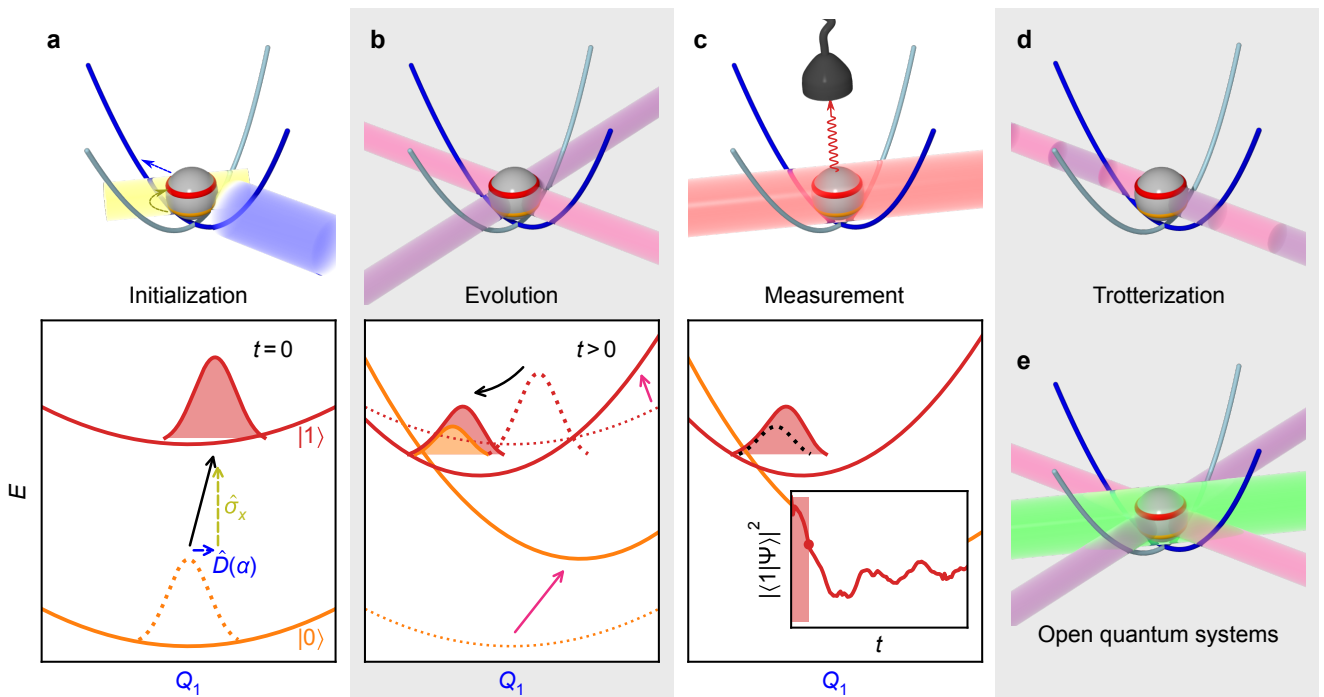 a
b
c
d
Initialization
Evolution
Measurement
Trotterization
e
Open quantum systems
t = 0
|1⟩
E
σ̂ₓ
D̂(α)
|0⟩
Q₁
t > 0
Q₁
|⟨1|Ψ⟩|²
t
Q₁